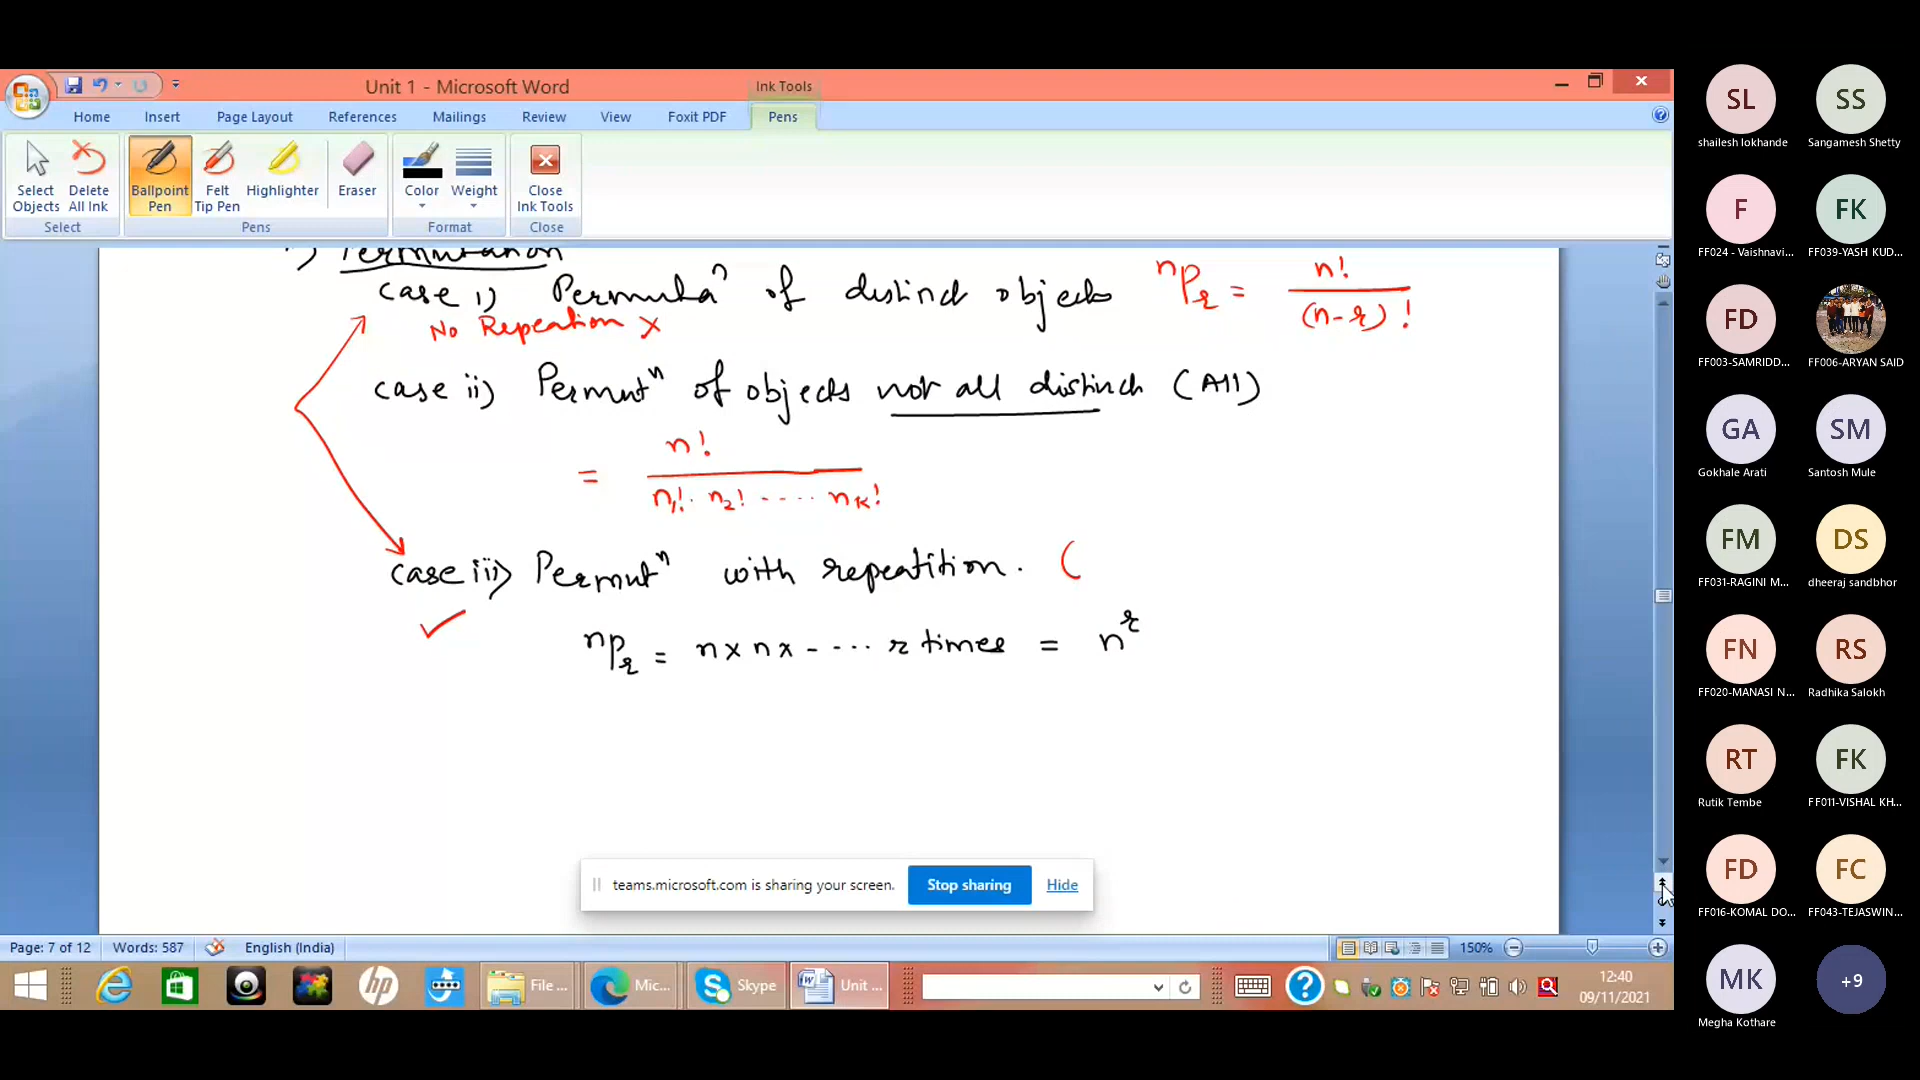 Unit 1 - Microsoft Word
Ink Tools
Home Insert Page Layout References Mailings Review View Foxit PDF Pens
Select Objects
Delete All Ink
Ballpoint Pen
Felt Tip Pen
Highlighter
Eraser
Color
Weight
Close Ink Tools
Select Pens Format Close
Permutation
case i) Permutaⁿ of distinct objects ⁿPr = n! / (n-r)!
No Repeation x
case ii) Permutⁿ of objects not all distinct (All)
= n! / n₁! · n₂! ---- nₖ!
case iii) Permutⁿ with repeatition. (
ⁿPr = n x n x - ---- r times = nʳ
teams.microsoft.com is sharing your screen. Stop sharing Hide
Page: 7 of 12 Words: 587 English (India) 150%
File ... Mic... Skype Unit ...
12:40
09/11/2021
SL SS
shailesh lokhande Sangamesh Shetty
F FK
FF024 - Vaishnavi... FF039-YASH KUD...
FD
FF003-SAMRIDD... FF006-ARYAN SAID
GA SM
Gokhale Arati Santosh Mule
FM DS
FF031-RAGINI M... dheeraj sandbhor
FN RS
FF020-MANASI N... Radhika Salokh
RT FK
Rutik Tembe FF011-VISHAL KH...
FD FC
FF016-KOMAL DO... FF043-TEJASWIN...
MK +9
Megha Kothare